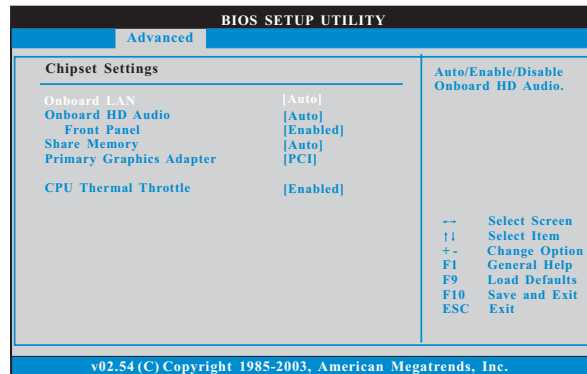 BIOS SETUP UTILITY
Advanced
Chipset Settings
Onboard LAN [Auto]
Onboard HD Audio [Auto]
Front Panel [Enabled]
Share Memory [Auto]
Primary Graphics Adapter [PCI]
CPU Thermal Throttle [Enabled]
Auto/Enable/Disable
Onboard HD Audio.
←→ Select Screen
↑↓ Select Item
+ - Change Option
F1 General Help
F9 Load Defaults
F10 Save and Exit
ESC Exit
v02.54 (C) Copyright 1985-2003, American Megatrends, Inc.